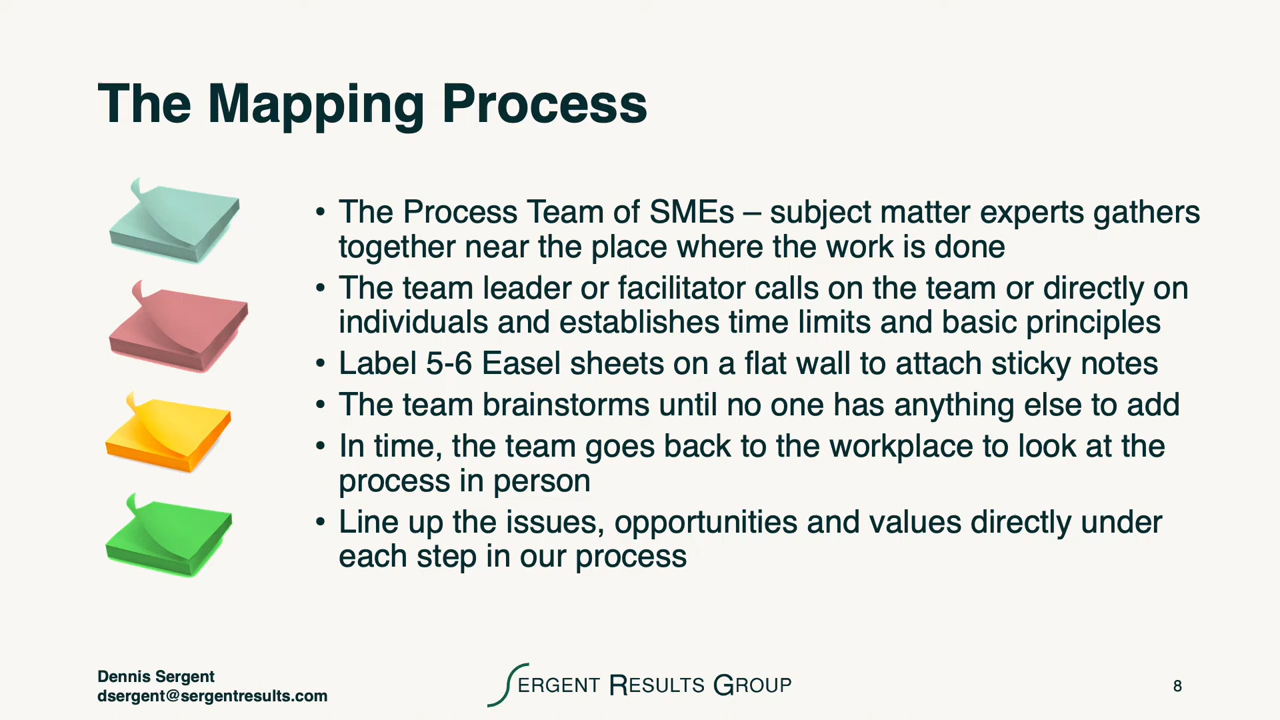 The Mapping Process
• The Process Team of SMEs – subject matter experts gathers
together near the place where the work is done
• The team leader or facilitator calls on the team or directly on
individuals and establishes time limits and basic principles
• Label 5-6 Easel sheets on a flat wall to attach sticky notes
• The team brainstorms until no one has anything else to add
• In time, the team goes back to the workplace to look at the
process in person
• Line up the issues, opportunities and values directly under
each step in our process
Dennis Sergent
dsergent@sergentresults.com
SERGENT RESULTS GROUP
8